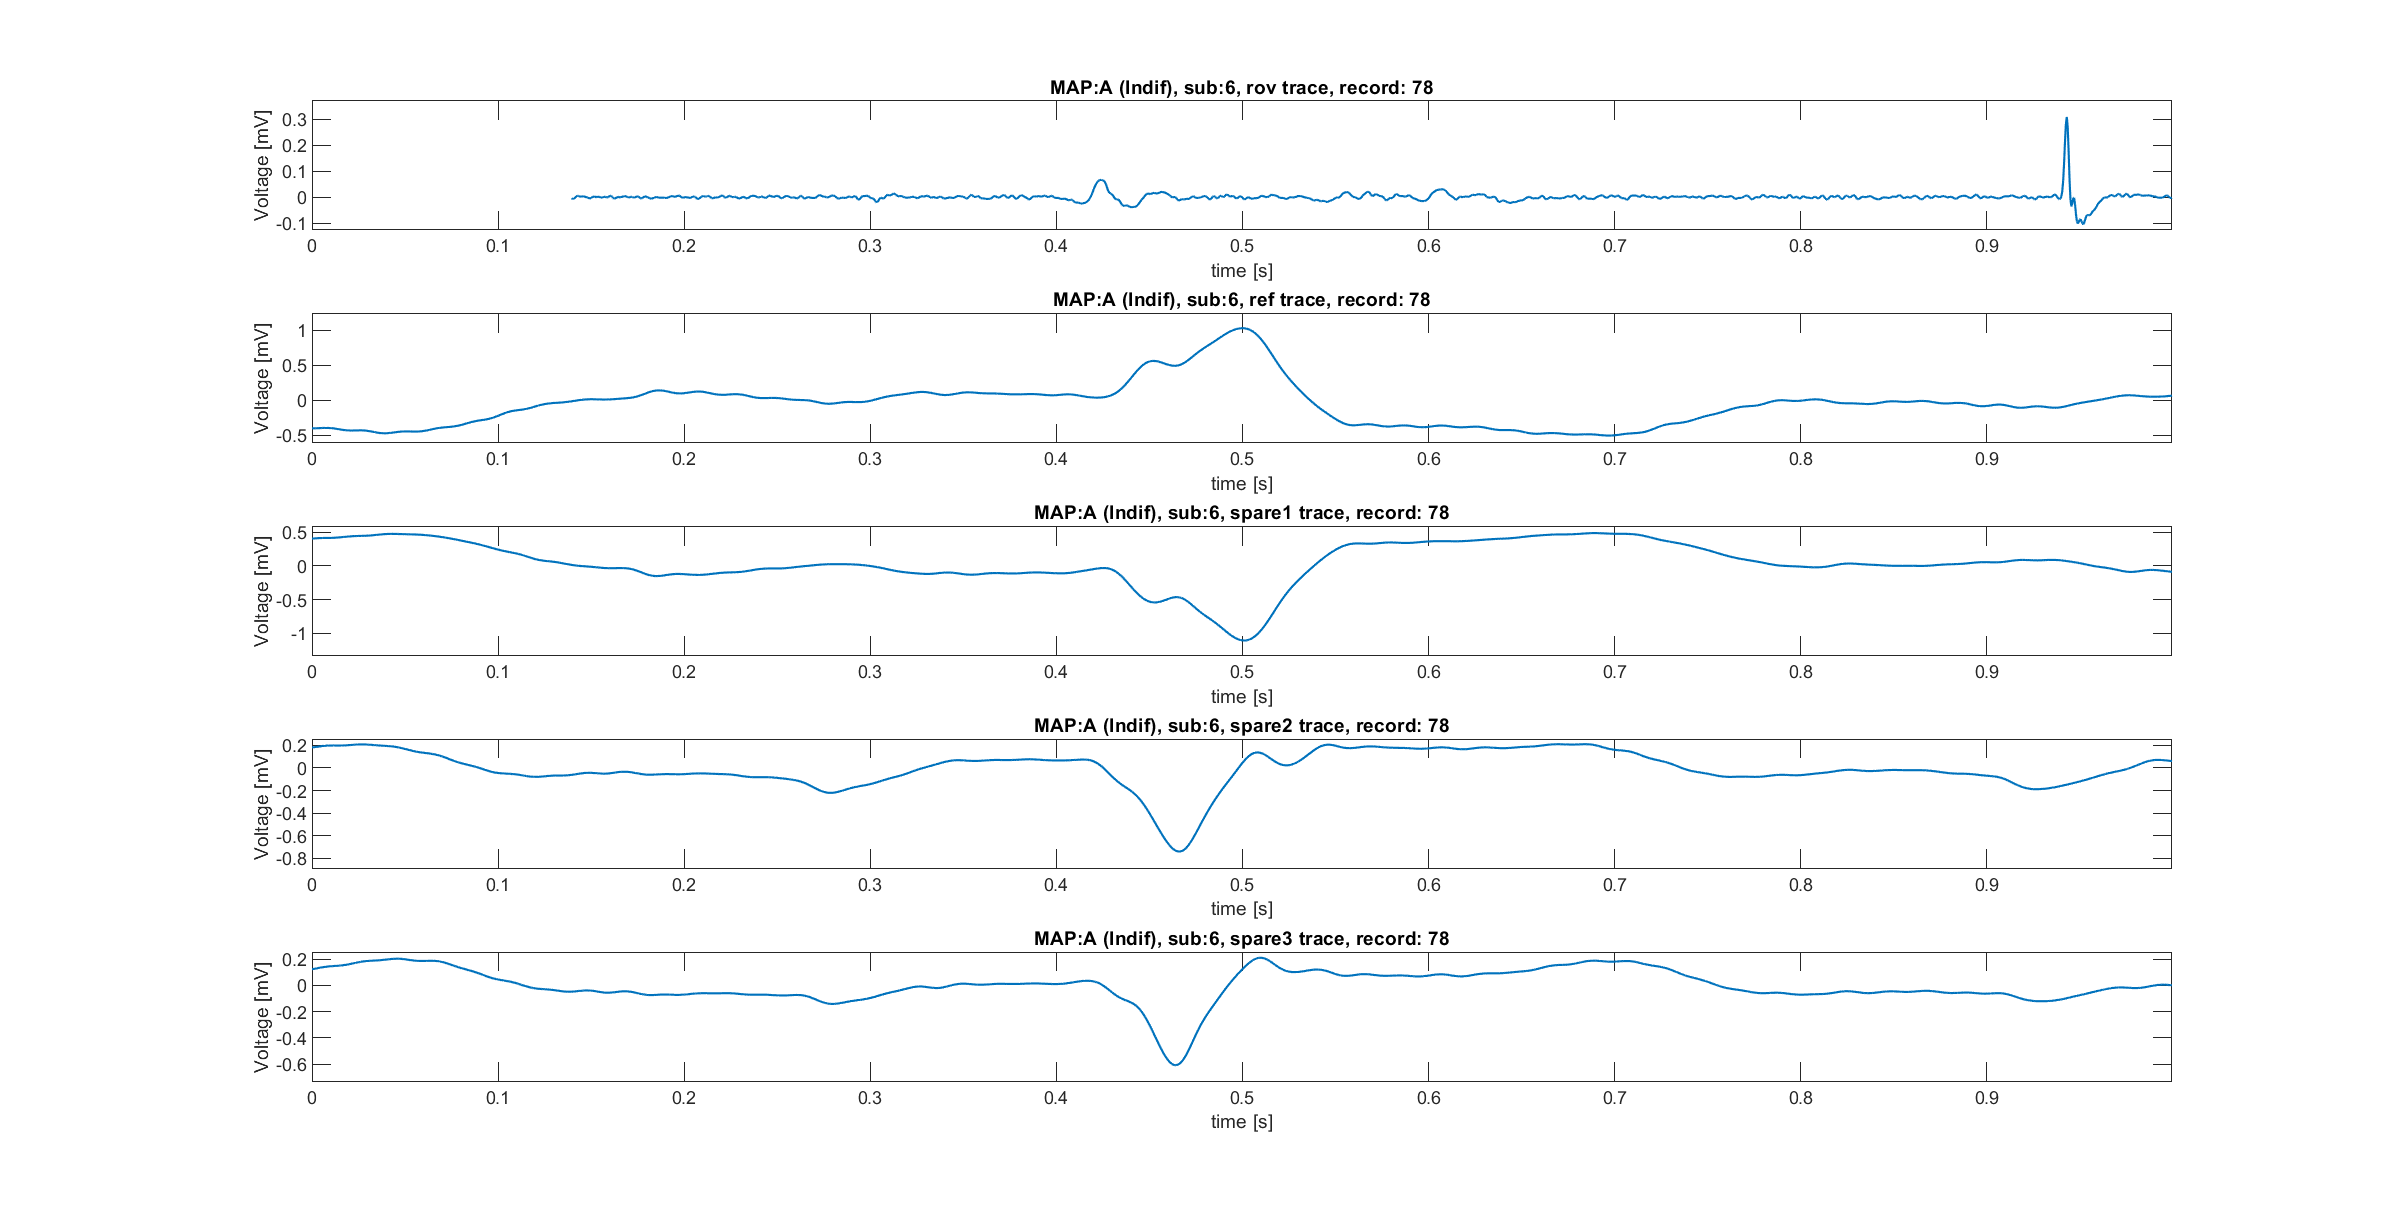 MAP:A (Indif), sub:6, rov trace, record: 78
Voltage [mV]
0.3
0.2
0.1
0
-0.1
0 0.1 0.2 0.3 0.4 0.5 0.6 0.7 0.8 0.9
time [s]
MAP:A (Indif), sub:6, ref trace, record: 78
Voltage [mV]
1
0.5
0
-0.5
0 0.1 0.2 0.3 0.4 0.5 0.6 0.7 0.8 0.9
time [s]
MAP:A (Indif), sub:6, spare1 trace, record: 78
Voltage [mV]
0.5
0
-0.5
-1
0 0.1 0.2 0.3 0.4 0.5 0.6 0.7 0.8 0.9
time [s]
MAP:A (Indif), sub:6, spare2 trace, record: 78
Voltage [mV]
0.2
0
-0.2
-0.4
-0.6
-0.8
0 0.1 0.2 0.3 0.4 0.5 0.6 0.7 0.8 0.9
time [s]
MAP:A (Indif), sub:6, spare3 trace, record: 78
Voltage [mV]
0.2
0
-0.2
-0.4
-0.6
0 0.1 0.2 0.3 0.4 0.5 0.6 0.7 0.8 0.9
time [s]